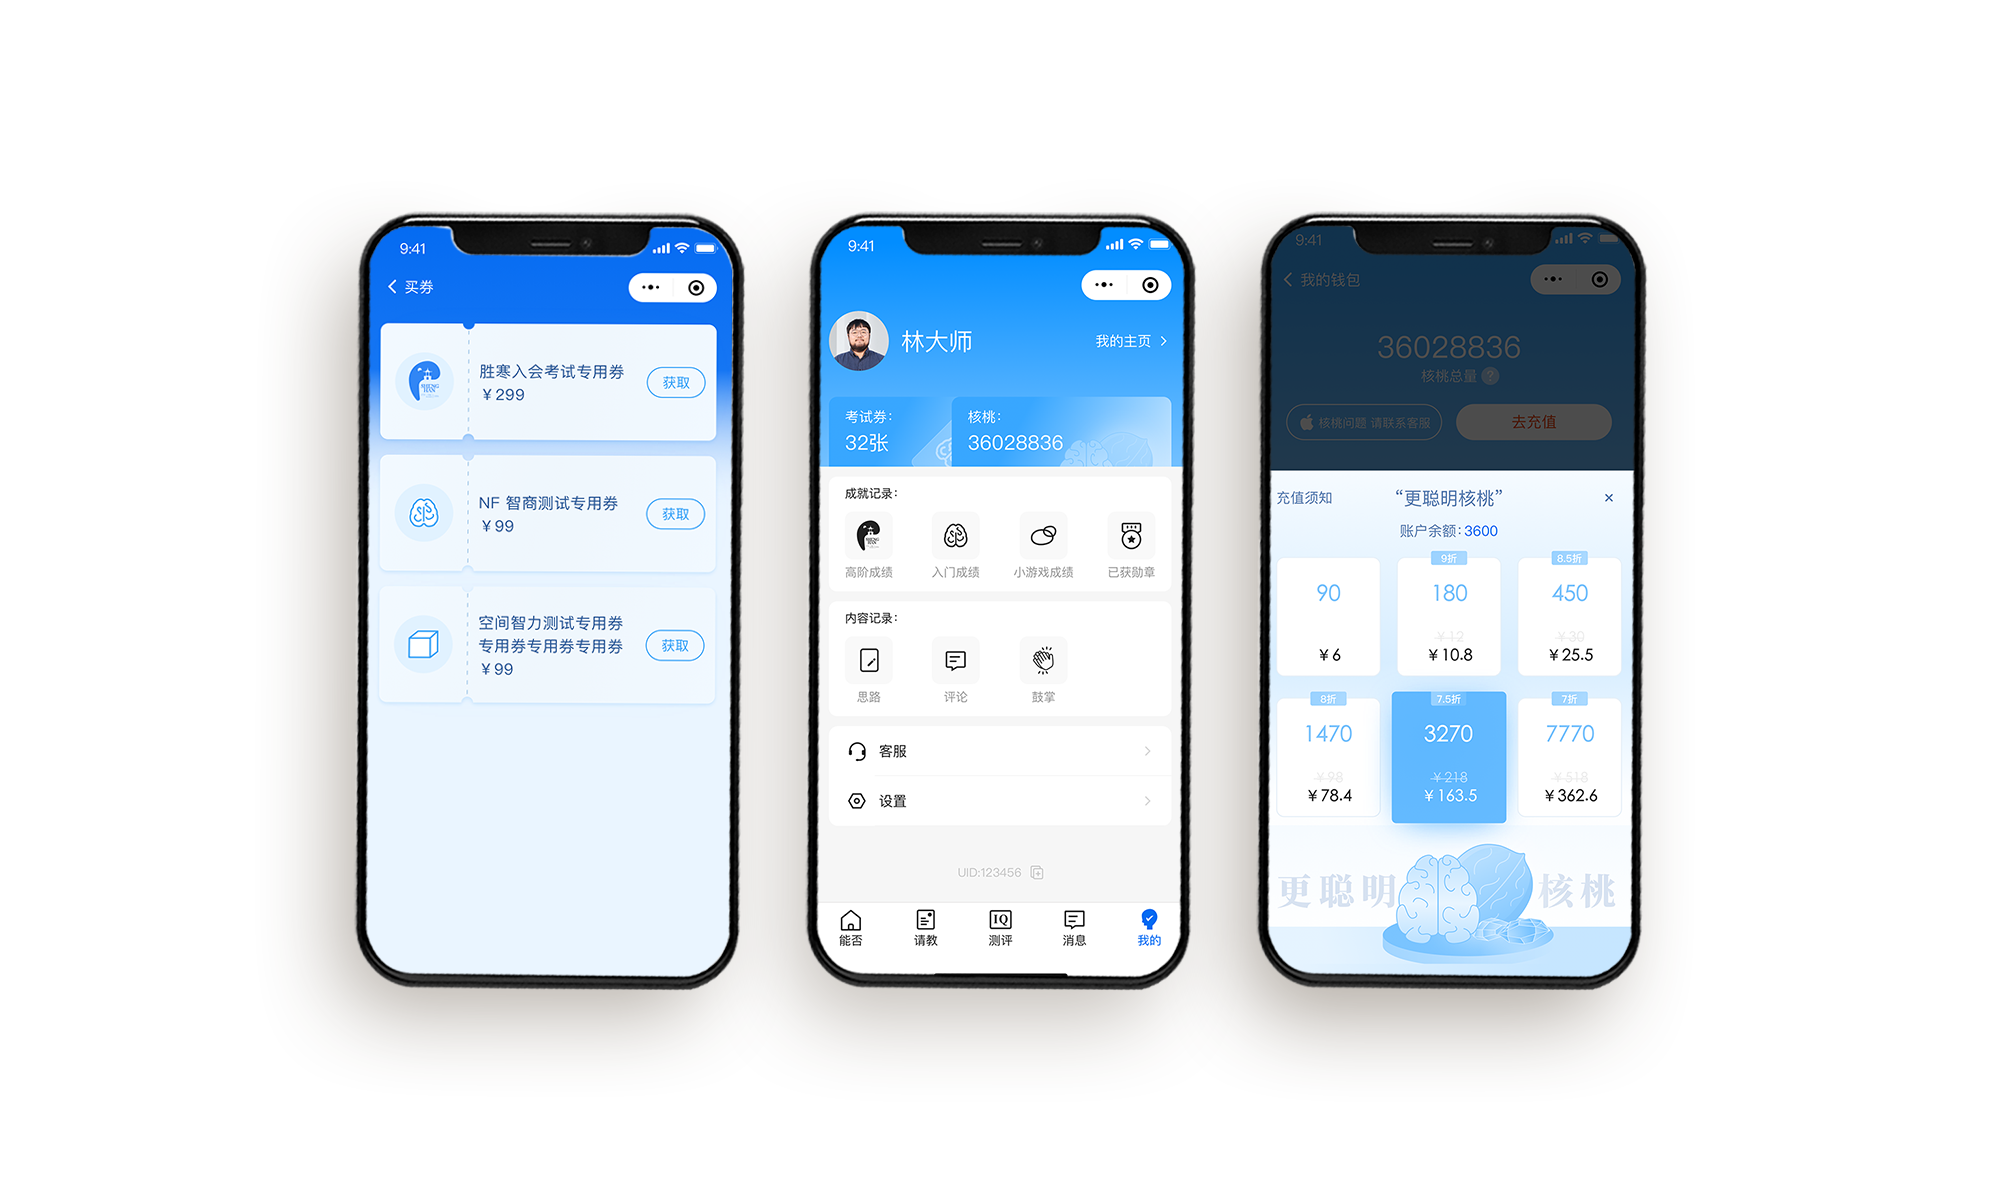 9:41
买券
胜寒入会考试专用券
¥299
获取
NF 智商测试专用券
¥99
获取
空间智力测试专用券
专用券专用券专用券
¥99
获取
9:41
林大师
我的主页
考试券:
32张
核桃:
36028836
成就记录:
高阶成绩
入门成绩
小游戏成绩
已获勋章
内容记录:
思路
评论
鼓掌
客服
设置
UID:123456
能否
请教
IQ
测评
消息
我的
9:41
我的钱包
36028836
核桃总量 ?
核桃问题 请联系客服
去充值
充值须知
“更聪明核桃”
账户余额:3600
90
¥6
9折
180
¥12
¥10.8
8.5折
450
¥30
¥25.5
8折
1470
¥98
¥78.4
7.5折
3270
¥218
¥163.5
7折
7770
¥518
¥362.6
更聪明核桃